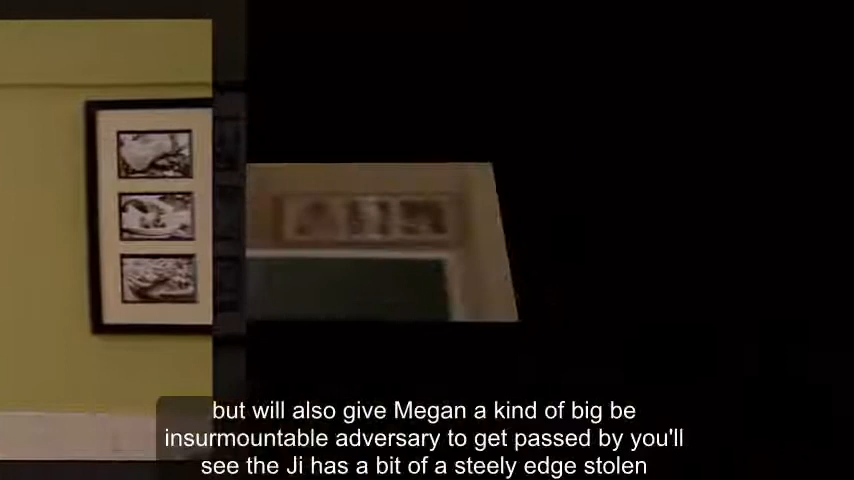 but will also give Megan a kind of big be
insurmountable adversary to get passed by you'll
see the Ji has a bit of a steely edge stolen